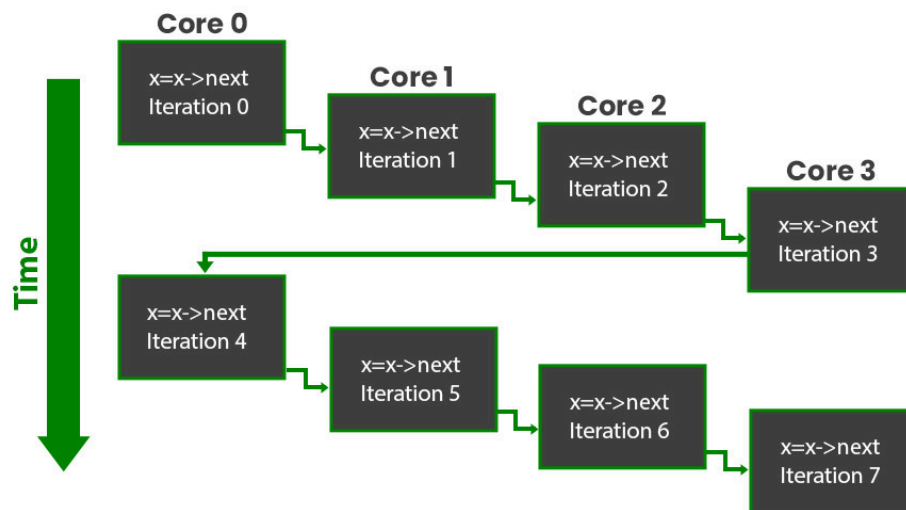 Core 0
x=x->next
Iteration 0
Core 1
x=x->next
Iteration 1
Core 2
x=x->next
Iteration 2
Core 3
x=x->next
Iteration 3
Time
x=x->next
Iteration 4
x=x->next
Iteration 5
x=x->next
Iteration 6
x=x->next
Iteration 7